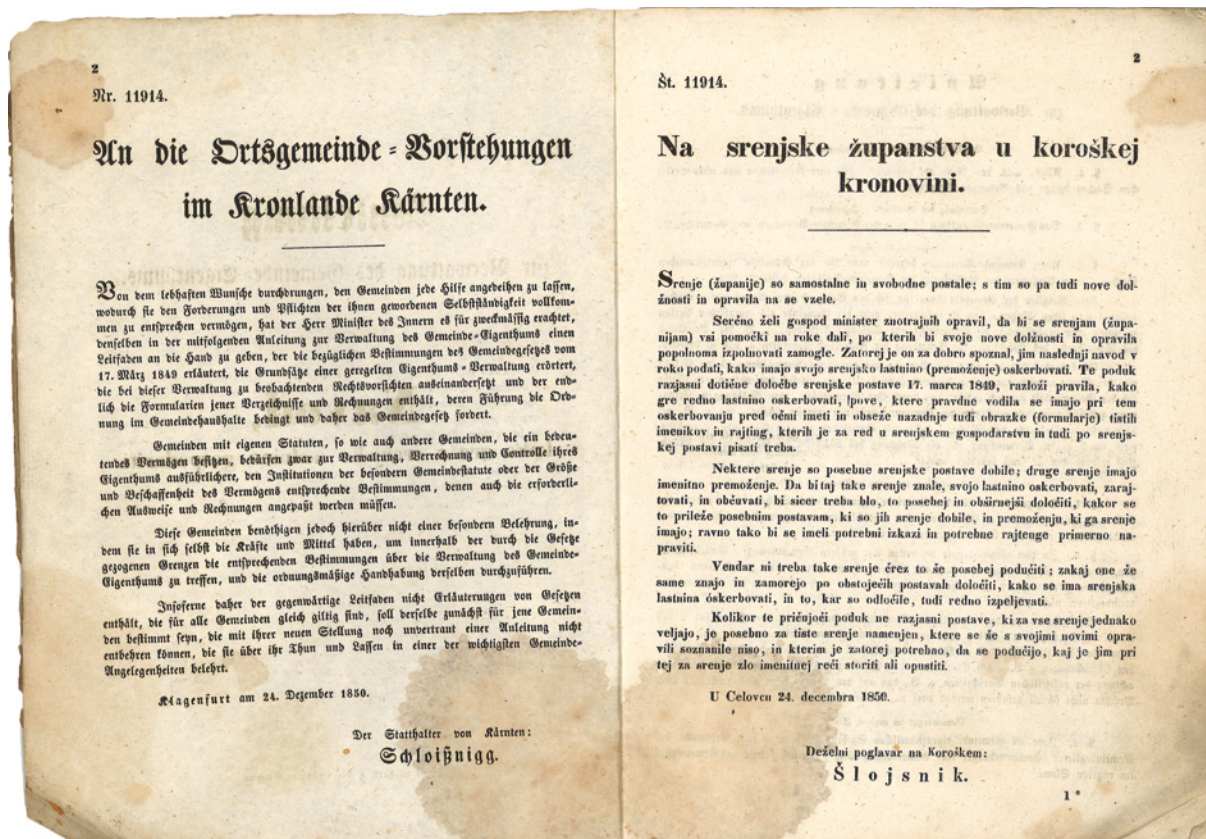 2
Nr. 11914.
An die Ortsgemeinde-Vorstehungen
im Kronlande Kärnten.
Von dem lebhaften Wunsche durchdrungen, den Gemeinden jede Hilfe angedeihen zu lassen,
wodurch sie den Forderungen und Pflichten der ihnen gewordenen Selbstständigkeit vollkom-
men zu entsprechen vermögen, hat der Herr Minister des Innern es für zweckmässig erachtet,
denselben in der mitfolgenden Anleitung zur Verwaltung des Gemeinde-Eigenthums einen
Leitfaden an die Hand zu geben, der die bezüglichen Bestimmungen des Gemeindegesetzes vom
17. März 1849 erläutert, die Grundsätze einer geregelten Eigenthums-Verwaltung erörtert,
die bei dieser Verwaltung zu beobachtenden Rechtsvorsichten auseinandersetzt und der end-
lich die Formularien jener Verzeichnisse und Rechnungen enthält, deren Führung die Ord-
nung im Gemeindehaushalte bedingt und daher das Gemeindegesetz fordert.
Gemeinden mit eigenen Statuten, so wie auch andere Gemeinden, die ein bedeu-
tendes Vermögen besitzen, bedürfen zwar zur Verwaltung, Verrechnung und Controlle ihres
Eigenthums ausführlichere, den Institutionen der besondern Gemeindestatute oder der Größe
und Beschaffenheit des Vermögens entsprechende Bestimmungen, denen auch die erforderli-
chen Ausweise und Rechnungen angepaßt werden müssen.
Diese Gemeinden benöthigen jedoch hierüber nicht einer besondern Belehrung, in-
dem sie in sich selbst die Kräfte und Mittel haben, um innerhalb der durch die Gesetze
gezogenen Grenzen die entsprechenden Bestimmungen über die Verwaltung des Gemeinde-
Eigenthums zu treffen, und die ordnungsmäßige Handhabung derselben durchzuführen.
Insoferne daher der gegenwärtige Leitfaden nicht Erläuterungen von Gesetzen
enthält, die für alle Gemeinden gleich giltig sind, soll derselbe zunächst für jene Gemein-
den bestimmt seyn, die mit ihrer neuen Stellung noch unvertraut einer Anleitung nicht
entbehren können, die sie über ihr Thun und Lassen in einer der wichtigsten Gemeinde-
Angelegenheiten belehrt.
Klagenfurt am 24. Dezember 1850.
Der Statthalter von Kärnten:
Schloißnigg.
2
Št. 11914.
Na srenjske županstva u koroškej
kronovini.
Srenje (županije) so samostalne in svobodne postale; s tim so pa tudi nove dol-
žnosti in opravila na se vzele.
Serčno želi gospod minister znotrajnih opravil, da bi se srenjam (župa-
nijam) vsi pomočki na roke dali, po kterih bi svoje nove dolžnosti in opravila
popolnoma izpolnovati zamogle. Zatorej je on za dobro spoznal, jim naslednji navod v
roko podati, kako imajo svojo srenjsko lastnino (premoženje) oskerbovati. Te poduk
razjasni dotične določbe srenjske postave 17. marca 1849, razloži pravila, kako
gre redno lastnino oskerbovati, pove, ktere pravdne vodila se imajo pri tem
oskerbovanju pred očmi imeti in obseže nazadnje tudi obrazke (formularje) tistih
imenikov in rajting, kterih je za red u srenjskem gospodarstvu in tudi po srenjs-
kej postavi pisati treba.
Nektere srenje so posebne srenjske postave dobile; druge srenje imajo
imenitno premoženje. Da bi taj take srenje znale, svojo lastnino oskerbovati, zaraj-
tovati, in občuvati, bi sicer treba blo, to posebej in obširnejši določiti, kakor se
to prileže posebnim postavam, ki so jih srenje dobile, in premoženju, ki ga srenje
imajo; ravno tako bi se imeli potrebni izkazi in potrebne rajtenge primerno na-
praviti.
Vendar ni treba take srenje črez to še posebej podučiti; zakaj one že
same znajo in zamorejo po obstoječih postavah določiti, kako se ima srenjska
lastnina óskerbovati, in to, kar so odločile, tudi redno izpeljevati.
Kolikor te pričnjoči poduk ne razjasni postave, ki za vse srenje jednako
veljajo, je posebno za tiste srenje namenjen, ktere se še s svojimi novimi opra-
vili soznanile niso, in kterim je zatorej potrebno, da se podučijo, kaj je jim pri
tej za srenje zlo imenitnej reči storiti ali opustiti.
U Celovcu 24. decembra 1850.
Deželni poglavar na Koroškem:
Šlojsnik.
1*